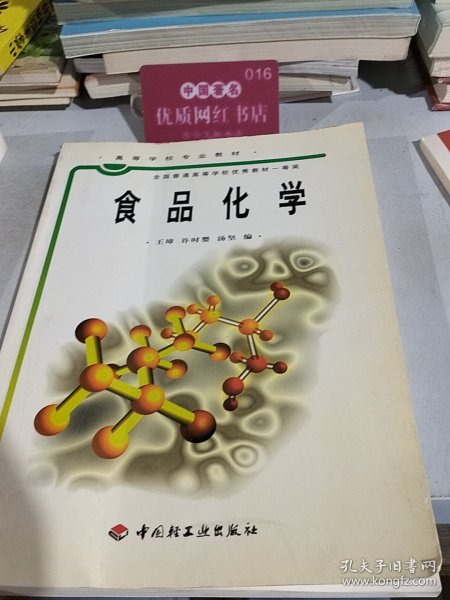 016
中国著名
优质网红书店
·高等学校专业教材·
全国普通高等学校优秀教材一等奖
食品化学
·王璋 许时婴 汤坚 编·
中国轻工业出版社
孔夫子旧书网
www.kongfz.com